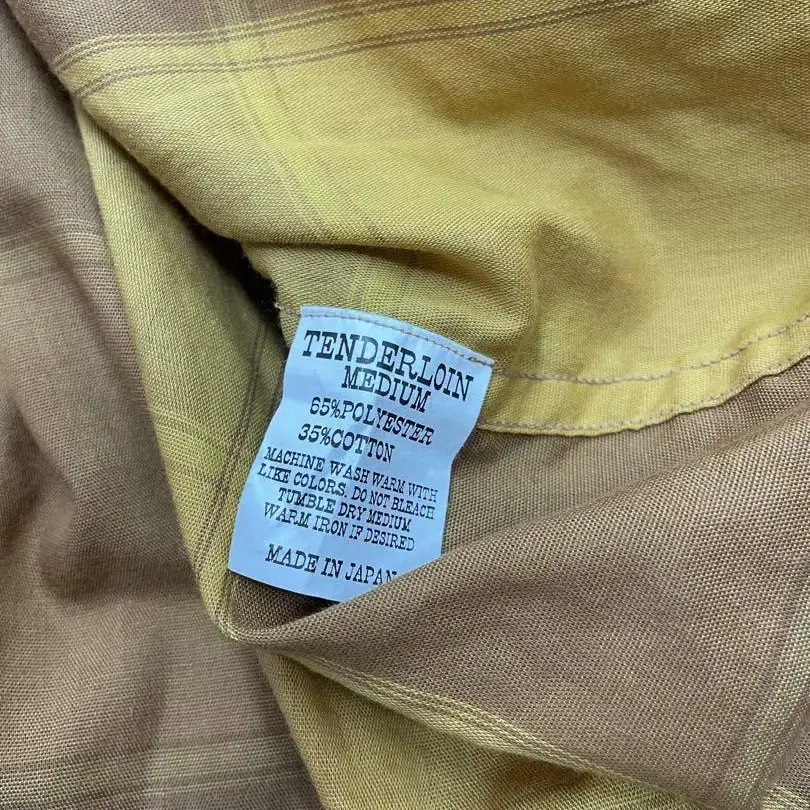 TENDERLOIN
MEDIUM
65%POLYESTER
35%COTTON
MACHINE WASH WARM WITH
LIKE COLORS. DO NOT BLEACH
TUMBLE DRY MEDIUM
WARM IRON IF DESIRED
MADE IN JAPAN